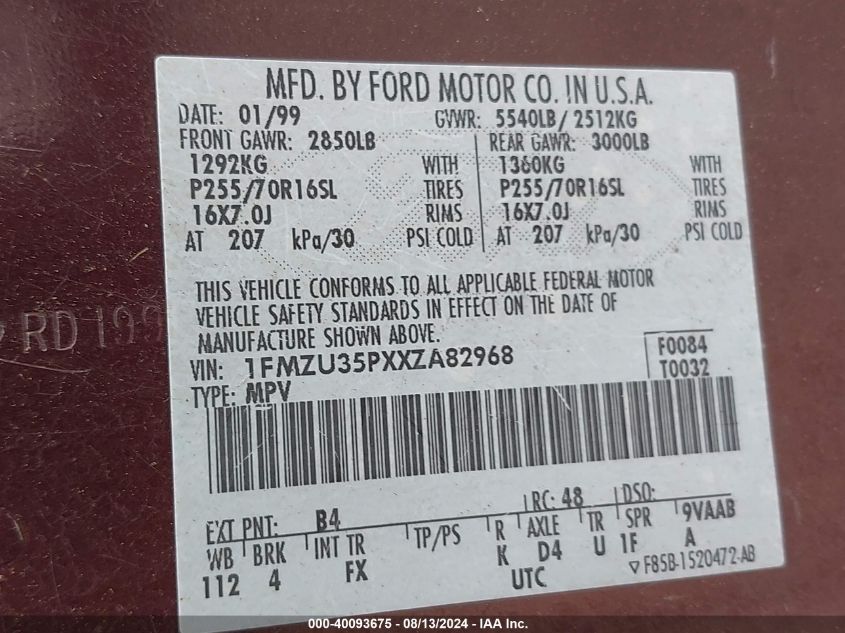 MFD. BY FORD MOTOR CO. IN U.S.A.
DATE: 01/99 GVWR: 5540LB/ 2512KG
FRONT GAWR: 2850LB REAR GAWR: 3000LB
1292KG WITH 1360KG WITH
P255/70R16SL TIRES P255/70R16SL TIRES
16X7.0J RIMS 16X7.0J RIMS
AT 207 kPa/30 PSI COLD AT 207 kPa/30 PSI COLD
THIS VEHICLE CONFORMS TO ALL APPLICABLE FEDERAL MOTOR
VEHICLE SAFETY STANDARDS IN EFFECT ON THE DATE OF
MANUFACTURE SHOWN ABOVE.
VIN: 1FMZU35PXXZA82968 F0084
TYPE: MPV T0032
EXT PNT: B4 RC: 48 DSO:
WB BRK INT TR TP/PS R AXLE TR SPR 9VAAB
112 4 FX K D4 U 1F A
UTC ▽F85B-1520472-AB
RD 199
000-40093675 - 08/13/2024 - IAA Inc.